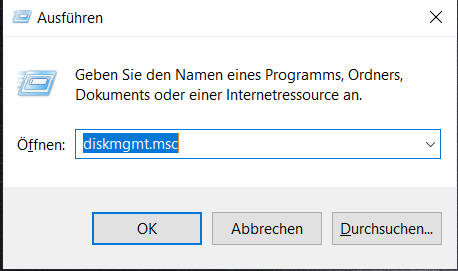 Ausführen
Geben Sie den Namen eines Programms, Ordners,
Dokuments oder einer Internetressource an.
Öffnen: diskmgmt.msc
OK Abbrechen Durchsuchen...